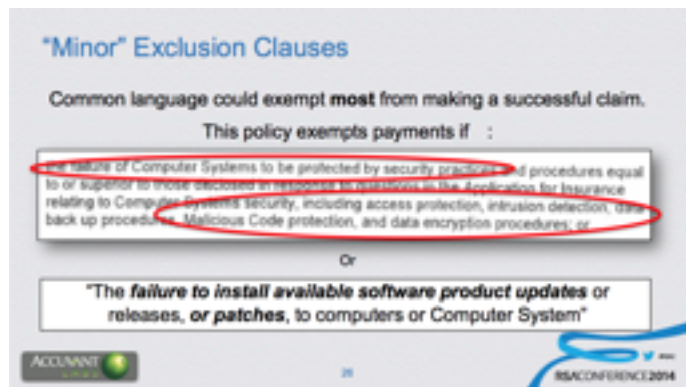 "Minor" Exclusion Clauses
Common language could exempt most from making a successful claim.
This policy exempts payments if :
the failure of Computer Systems to be protected by security practices and procedures equal
to or superior to those disclosed in response to questions in the Application for Insurance
relating to Computer Systems security, including access protection, intrusion detection, data
back up procedures, Malicious Code protection, and data encryption procedures; or
Or
"The failure to install available software product updates or
releases, or patches, to computers or Computer System"
ACCUVANT
LABS
RSACONFERENCE2014